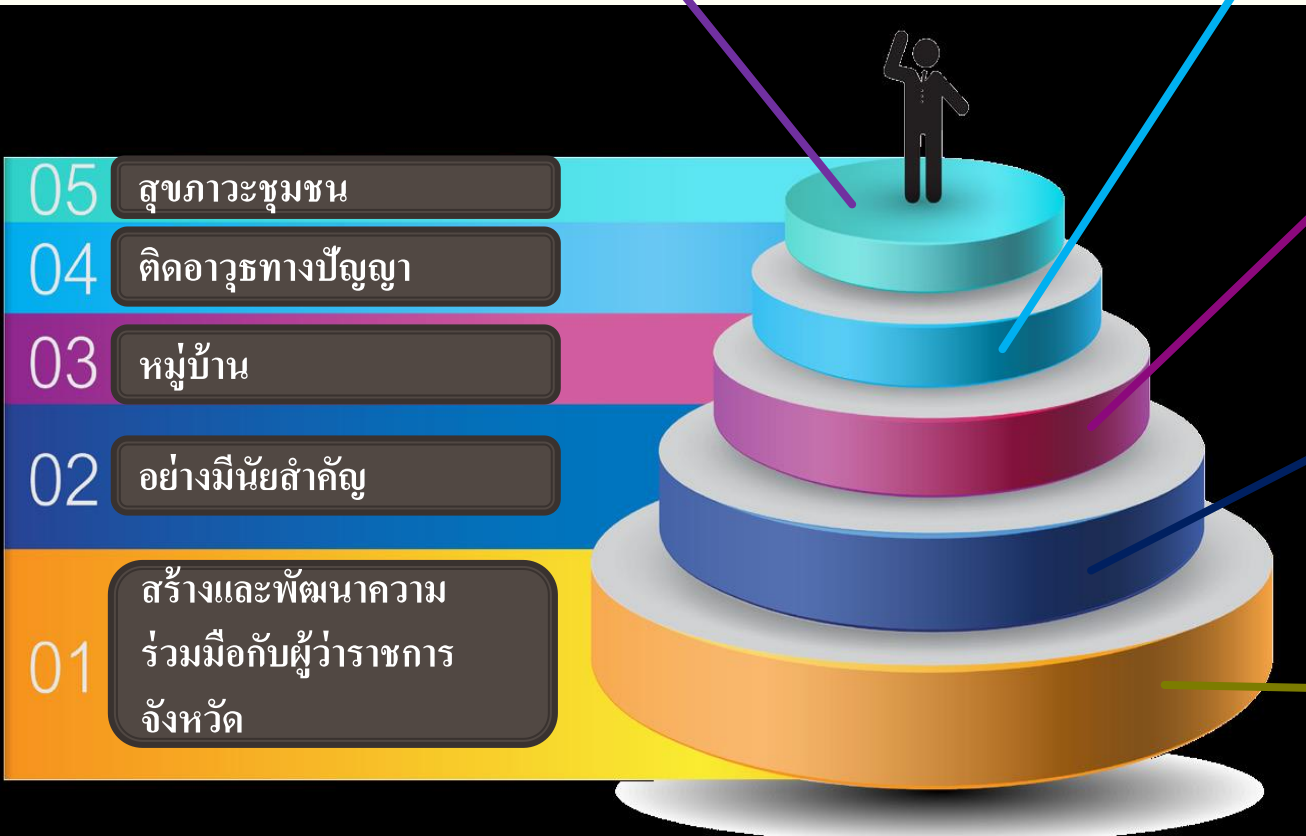 05
สุขภาวะชุมชน
04
ติดอาวุธทางปัญญา
03
หมู่บ้าน
02
อย่างมีนัยสำคัญ
01
สร้างและพัฒนาความ
ร่วมมือกับผู้ว่าราชการ
จังหวัด